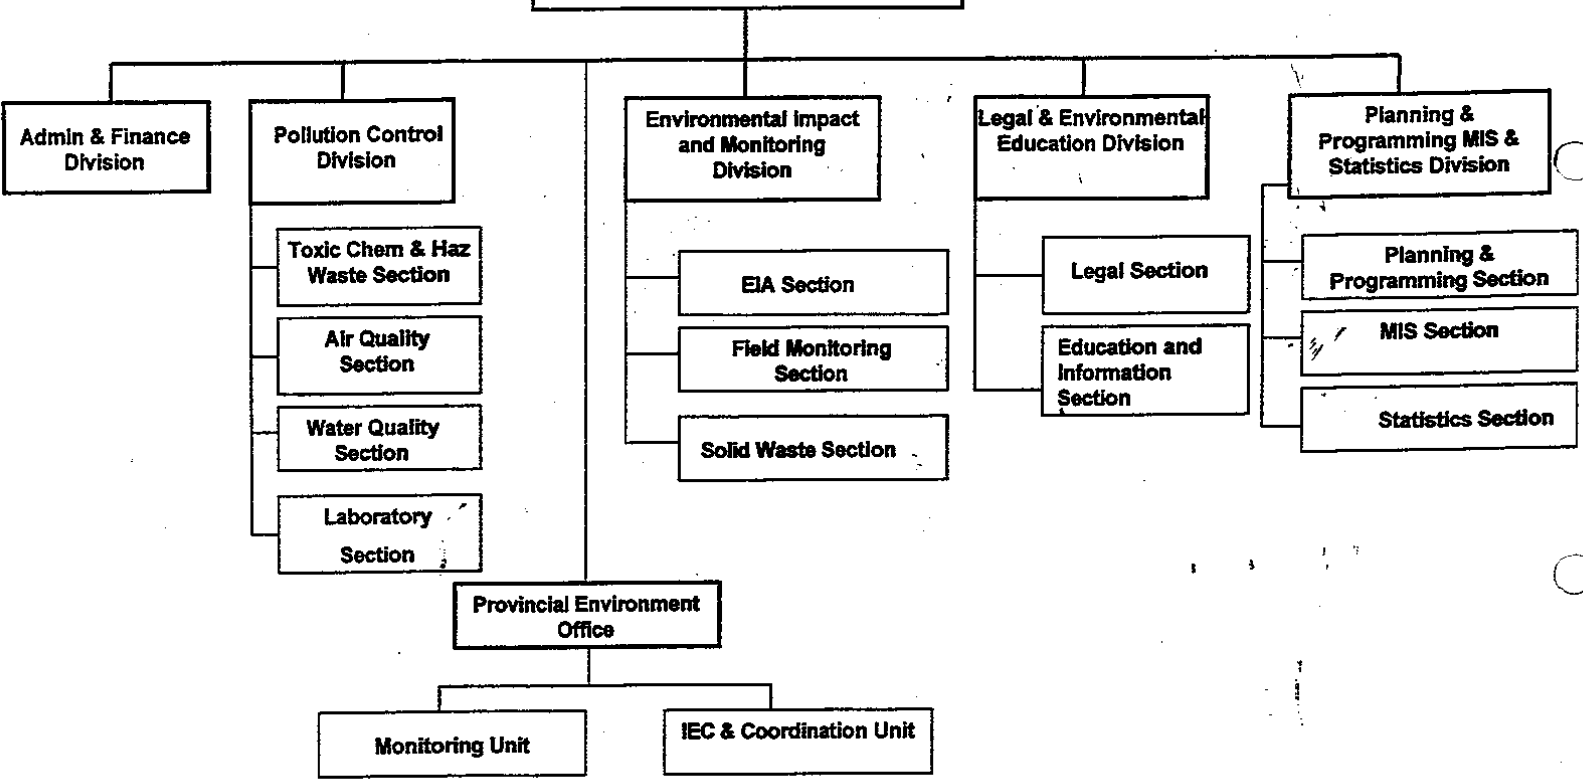 Admin & Finance
Division
Pollution Control
Division
Environmental Impact
and Monitoring
Division
Legal & Environmental
Education Division
Planning &
Programming MIS &
Statistics Division
Toxic Chem & Haz
Waste Section
Air Quality
Section
Water Quality
Section
Laboratory
Section
EIA Section
Field Monitoring
Section
Solid Waste Section
Legal Section
Education and
Information
Section
Planning &
Programming Section
MIS Section
Statistics Section
Provincial Environment
Office
Monitoring Unit
IEC & Coordination Unit